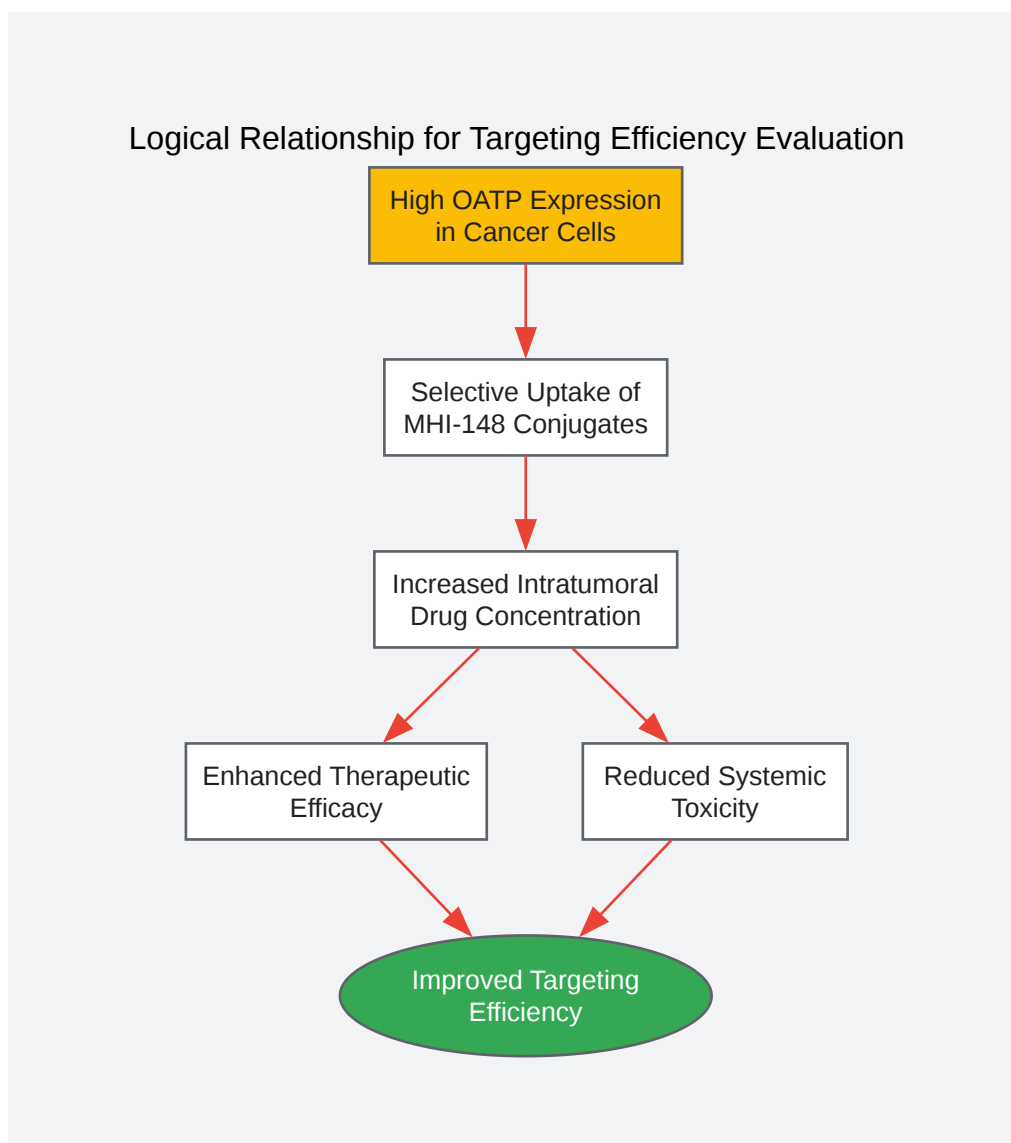 Logical Relationship for Targeting Efficiency Evaluation
High OATP Expression
in Cancer Cells
Selective Uptake of
MHI-148 Conjugates
Increased Intratumoral
Drug Concentration
Enhanced Therapeutic
Efficacy
Reduced Systemic
Toxicity
Improved Targeting
Efficiency